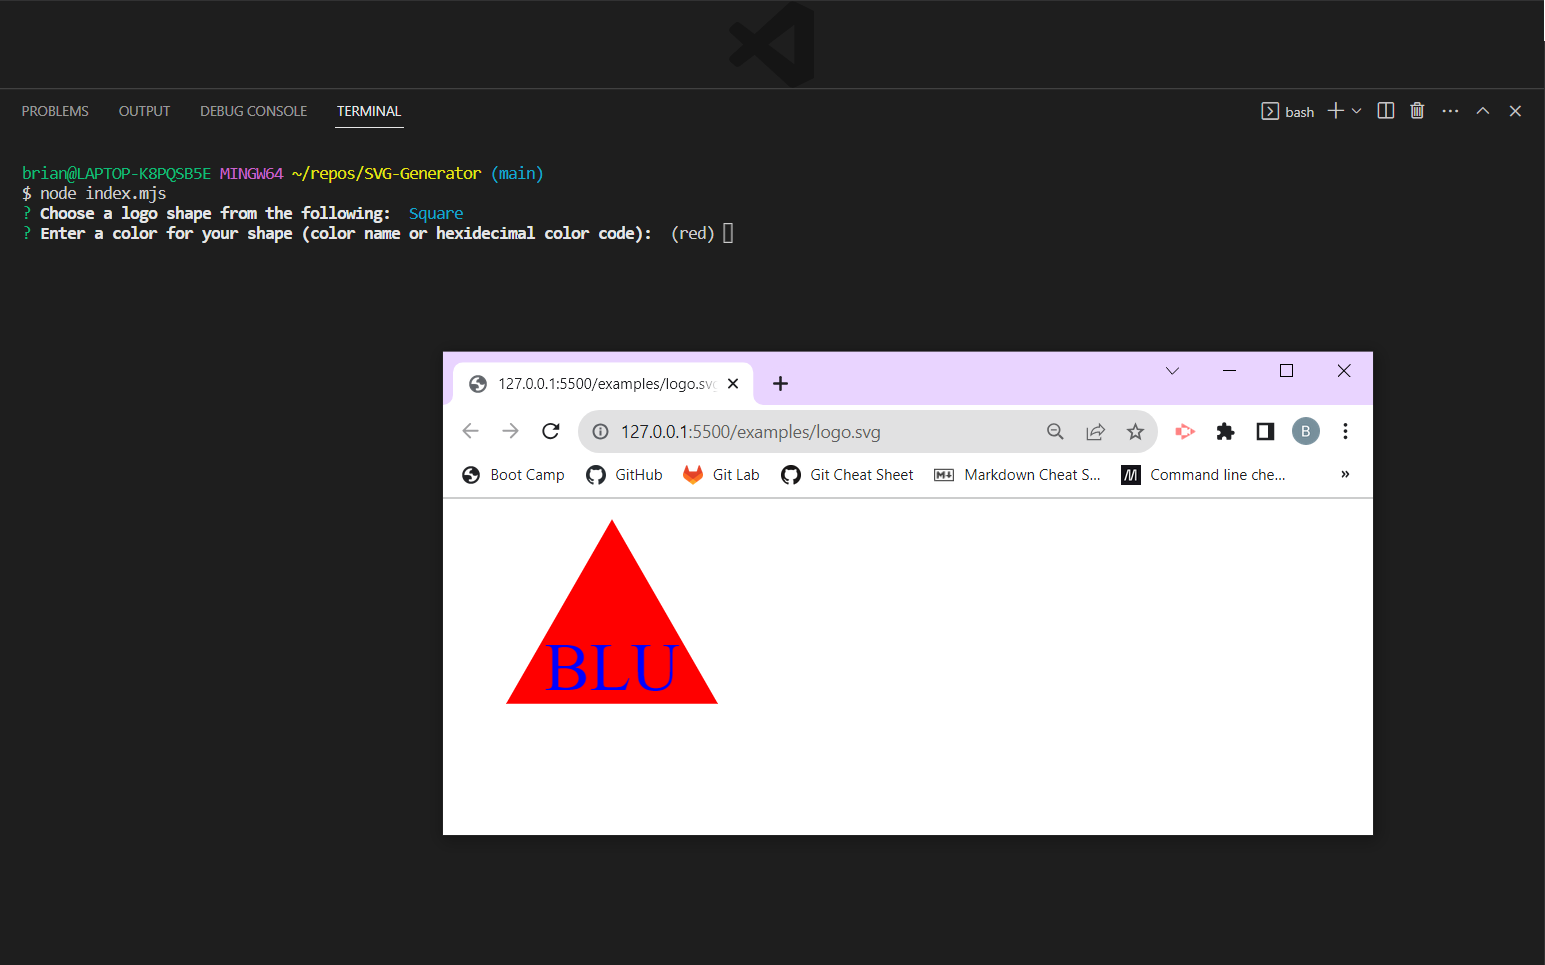 PROBLEMS OUTPUT DEBUG CONSOLE TERMINAL bash
brian@LAPTOP-K8PQSB5E MINGW64 ~/repos/SVG-Generator (main)
$ node index.mjs
? Choose a logo shape from the following: Square
? Enter a color for your shape (color name or hexidecimal color code): (red)
127.0.0.1:5500/examples/logo.svg
127.0.0.1:5500/examples/logo.svg B
Boot Camp GitHub Git Lab Git Cheat Sheet Markdown Cheat S... Command line che... »
BLU